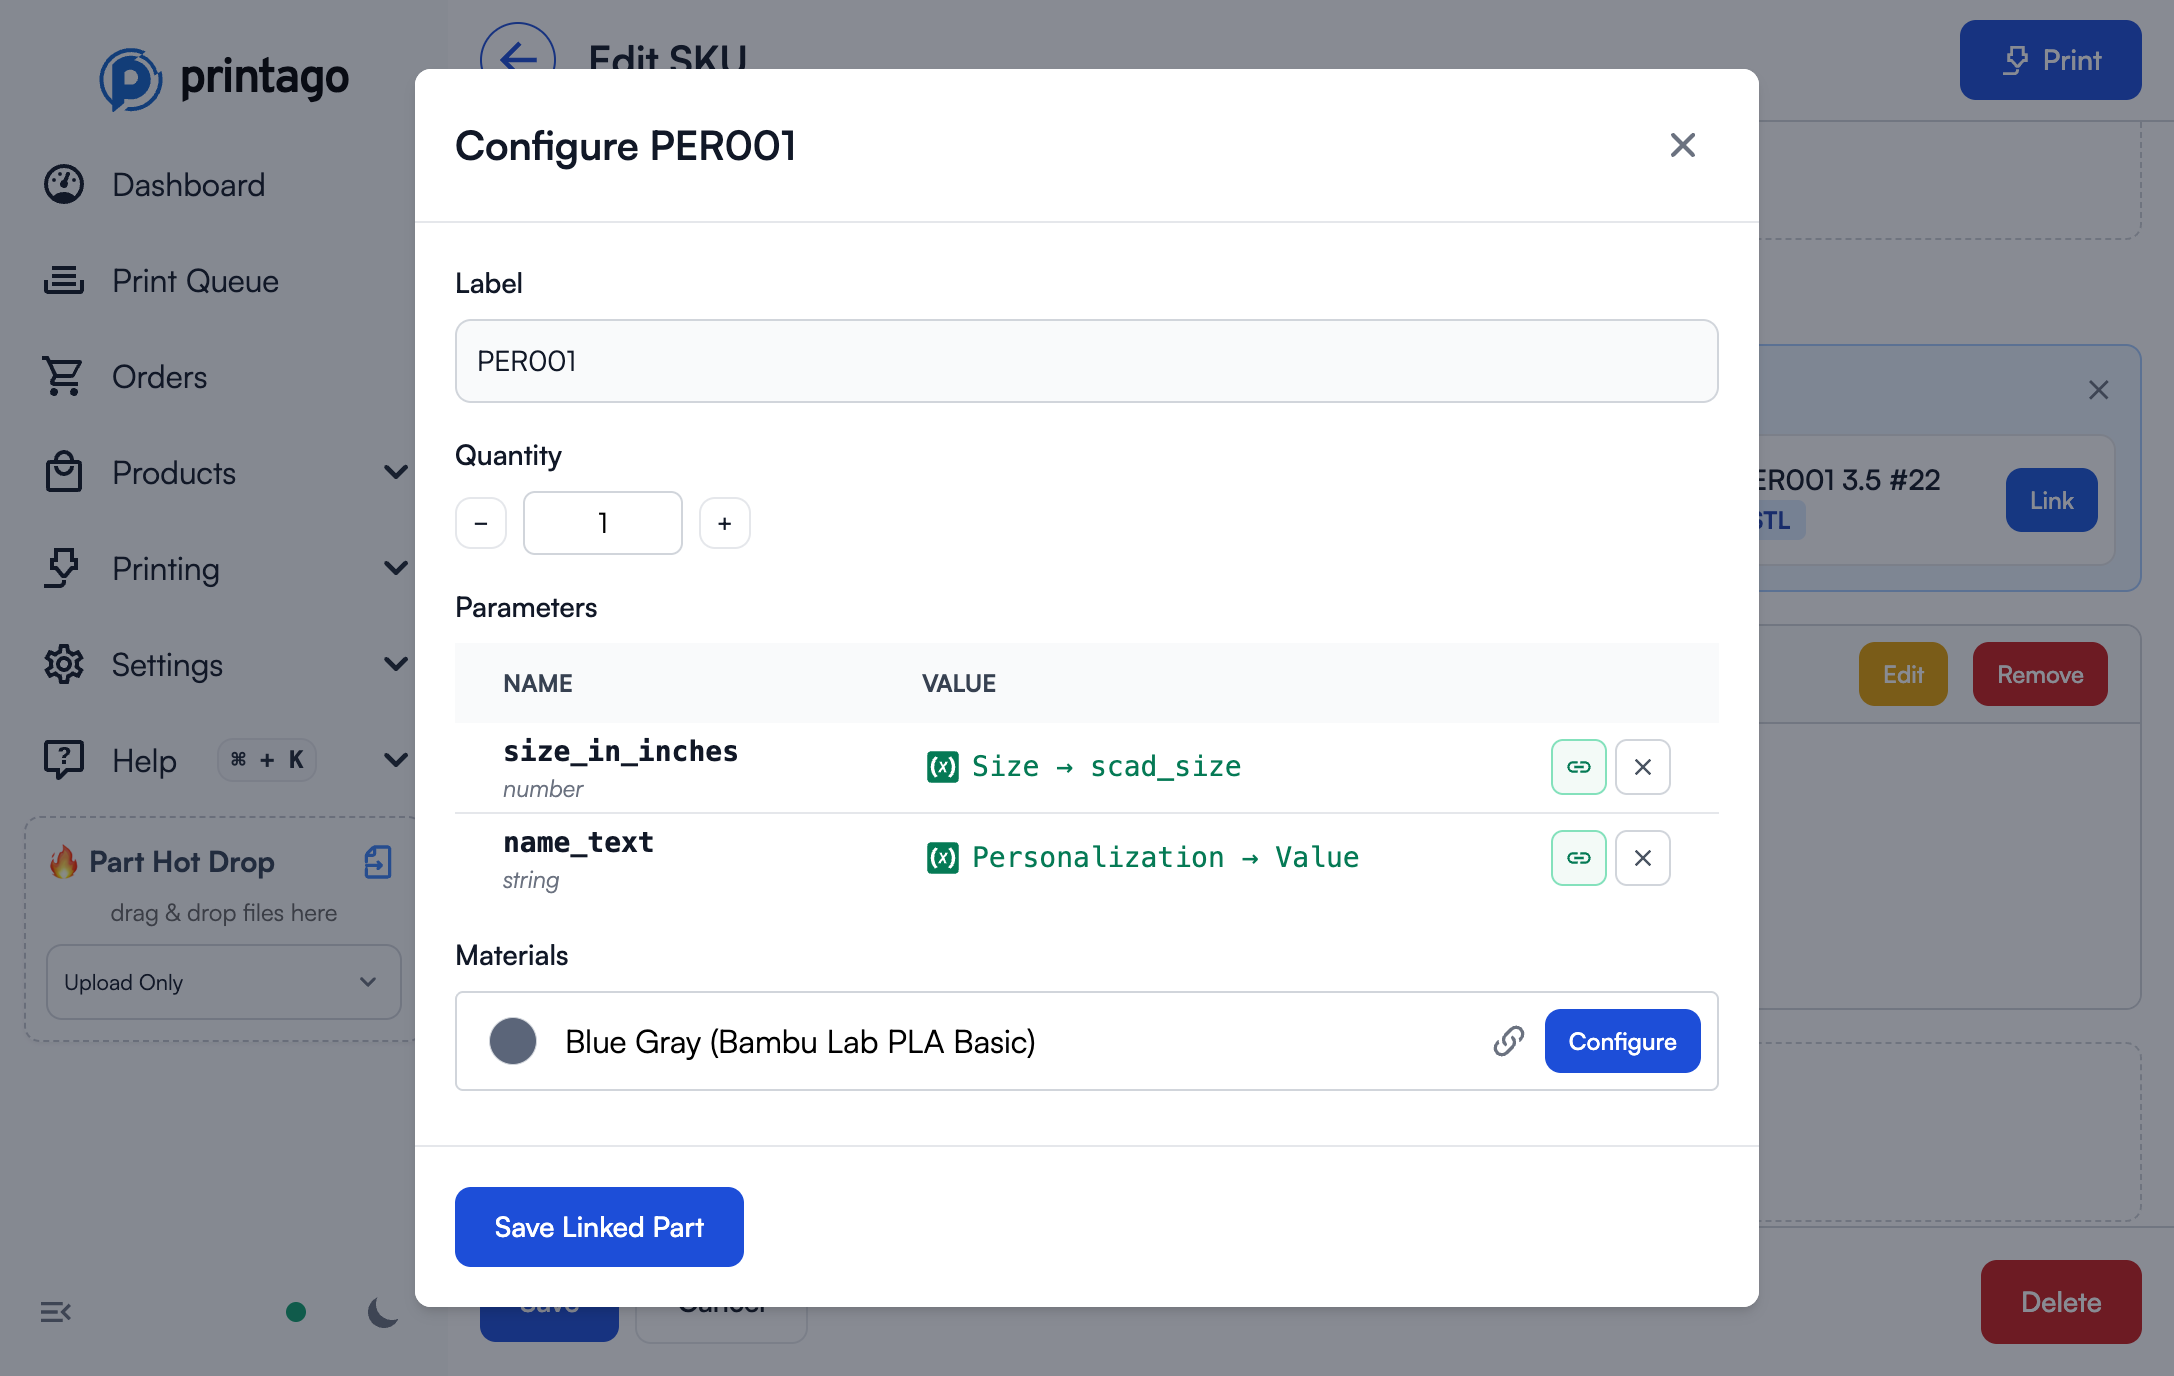 printago
Dashboard
Print Queue
Orders
Products
Printing
Settings
Help ⌘ + K
🔥 Part Hot Drop
drag & drop files here
Upload Only
Edit SKU
Print
Configure PER001
Label
PER001
Quantity
− 1 +
Parameters
NAME VALUE
size_in_inches
number
(x) Size → scad_size
name_text
string
(x) Personalization → Value
Materials
Blue Gray (Bambu Lab PLA Basic)
Configure
Save Linked Part
ER001 3.5 #22
STL
Link
Edit
Remove
Save
Cancel
Delete